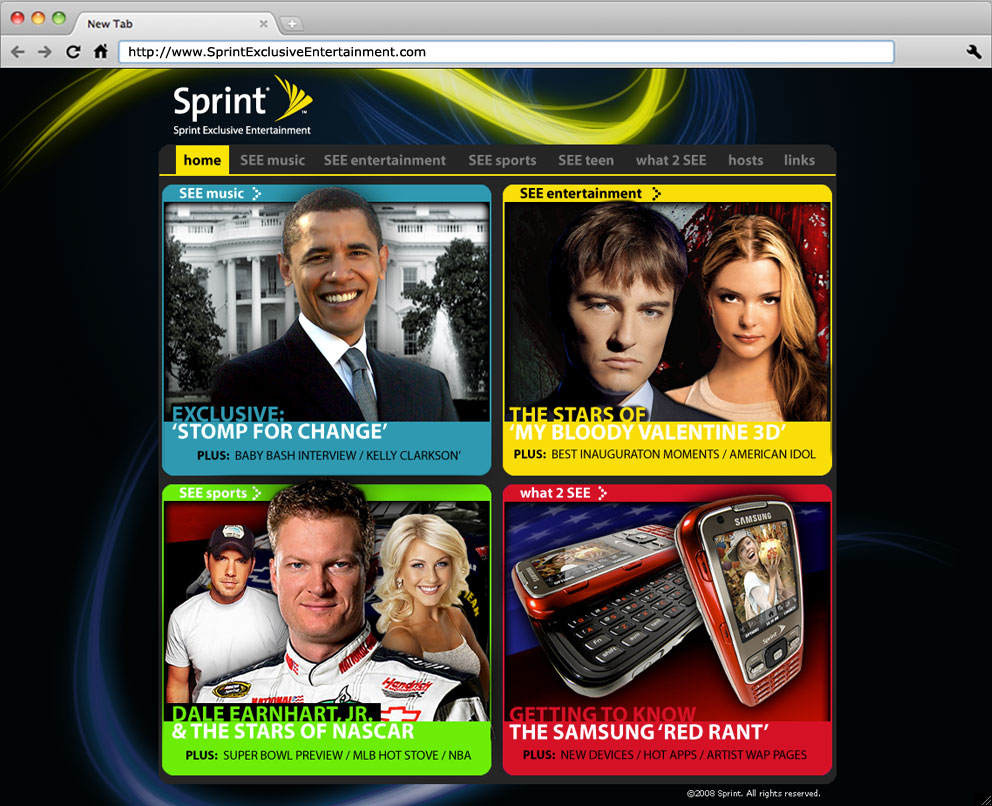 New Tab
http://www.SprintExclusiveEntertainment.com
Sprint
Sprint Exclusive Entertainment
home SEE music SEE entertainment SEE sports SEE teen what 2 SEE hosts links
SEE music
EXCLUSIVE:
‘STOMP FOR CHANGE’
PLUS: BABY BASH INTERVIEW / KELLY CLARKSON’
SEE entertainment
THE STARS OF
‘MY BLOODY VALENTINE 3D’
PLUS: BEST INAUGURATON MOMENTS / AMERICAN IDOL
SEE sports
NATIONAL
Hendrick
DALE EARNHART, JR.
& THE STARS OF NASCAR
PLUS: SUPER BOWL PREVIEW / MLB HOT STOVE / NBA
what 2 SEE
SAMSUNG
Sprint
GETTING TO KNOW
THE SAMSUNG ‘RED RANT’
PLUS: NEW DEVICES / HOT APPS / ARTIST WAP PAGES
©2008 Sprint. All rights reserved.